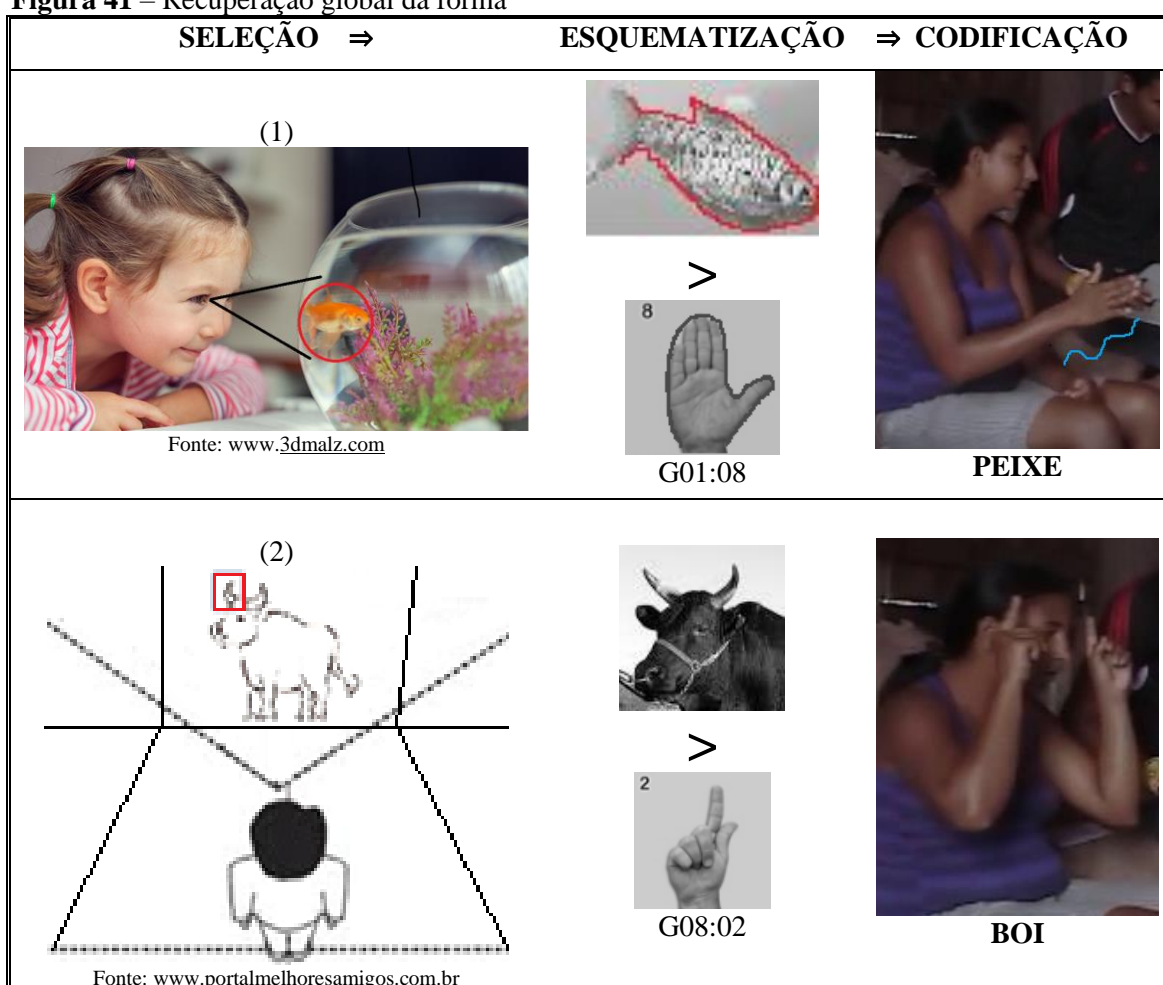 Figura 41 – Recuperação global da forma
SELEÇÃO ⇒ ESQUEMATIZAÇÃO ⇒ CODIFICAÇÃO
(1)
Fonte: www.3dmalz.com
>
8
G01:08
PEIXE
(2)
Fonte: www.portalmelhoresamigos.com.br
>
2
G08:02
BOI